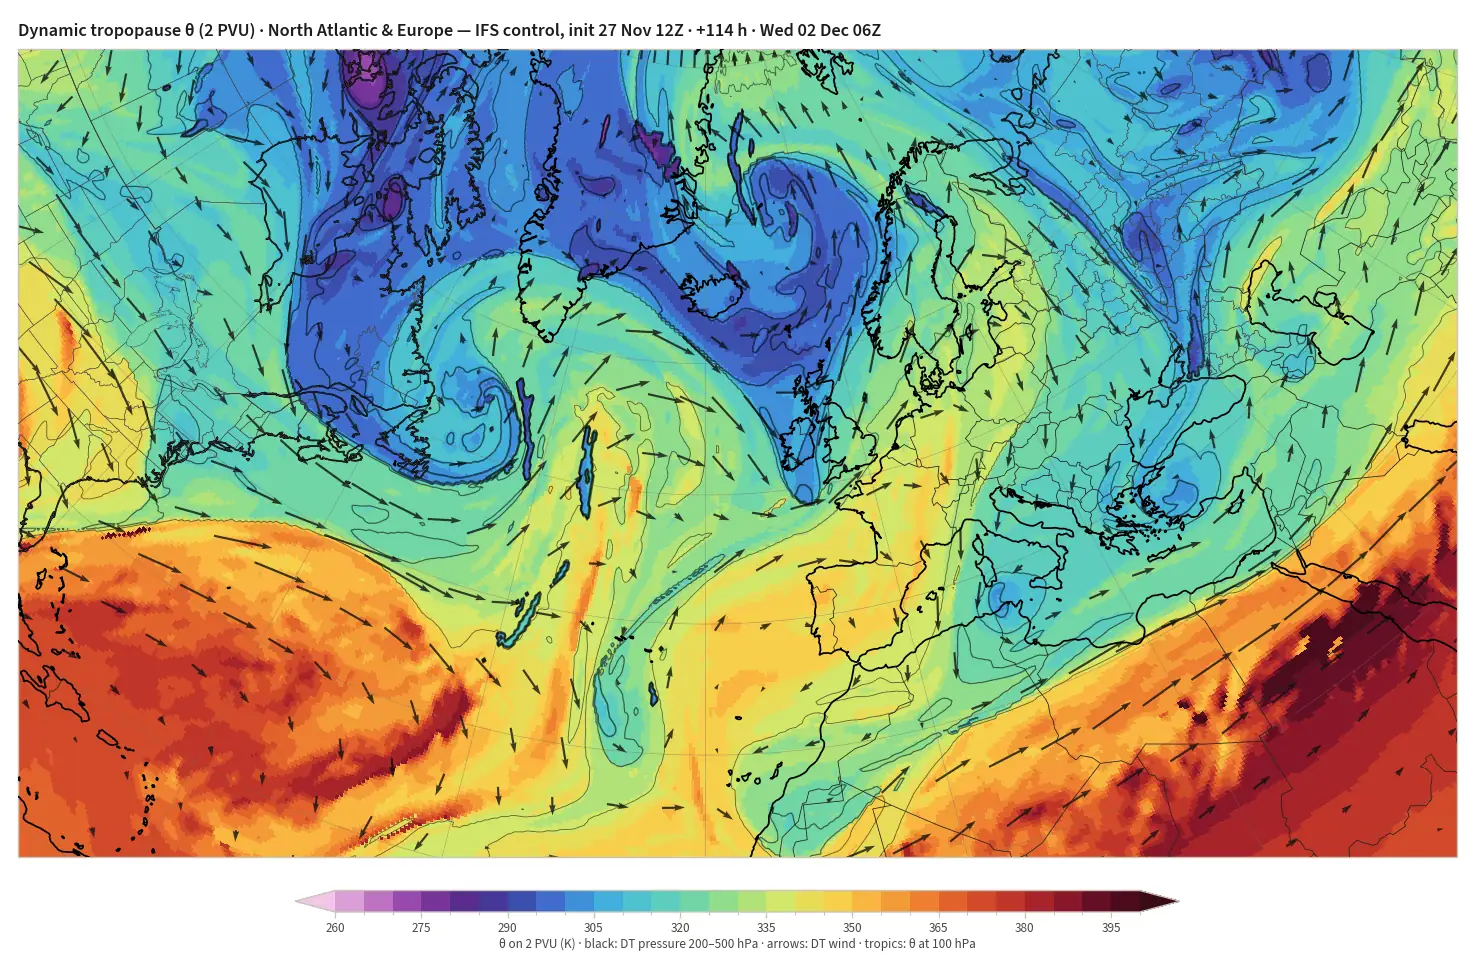 Dynamic tropopause θ (2 PVU) · North Atlantic & Europe — IFS control, init 27 Nov 12Z · +114 h · Wed 02 Dec 06Z
260 275 290 305 320 335 350 365 380 395
θ on 2 PVU (K) · black: DT pressure 200–500 hPa · arrows: DT wind · tropics: θ at 100 hPa